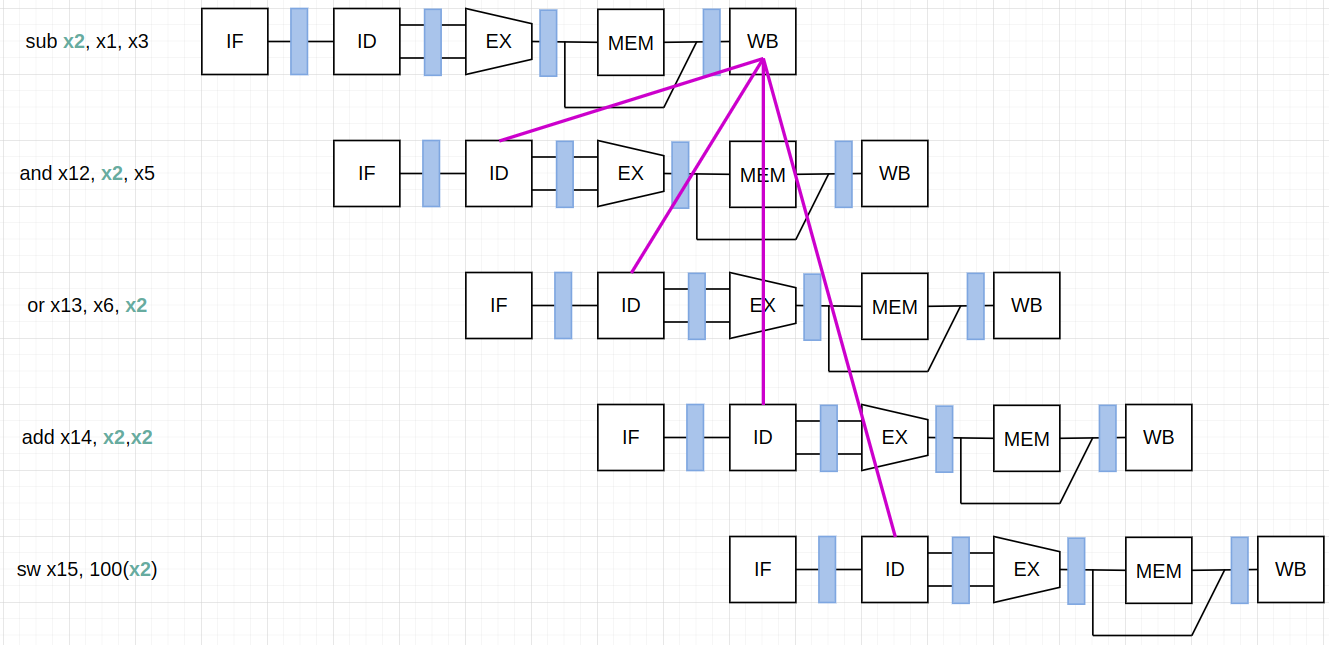 sub x2, x1, x3 IF ID EX MEM WB
and x12, x2, x5 IF ID EX MEM WB
or x13, x6, x2 IF ID EX MEM WB
add x14, x2,x2 IF ID EX MEM WB
sw x15, 100(x2) IF ID EX MEM WB